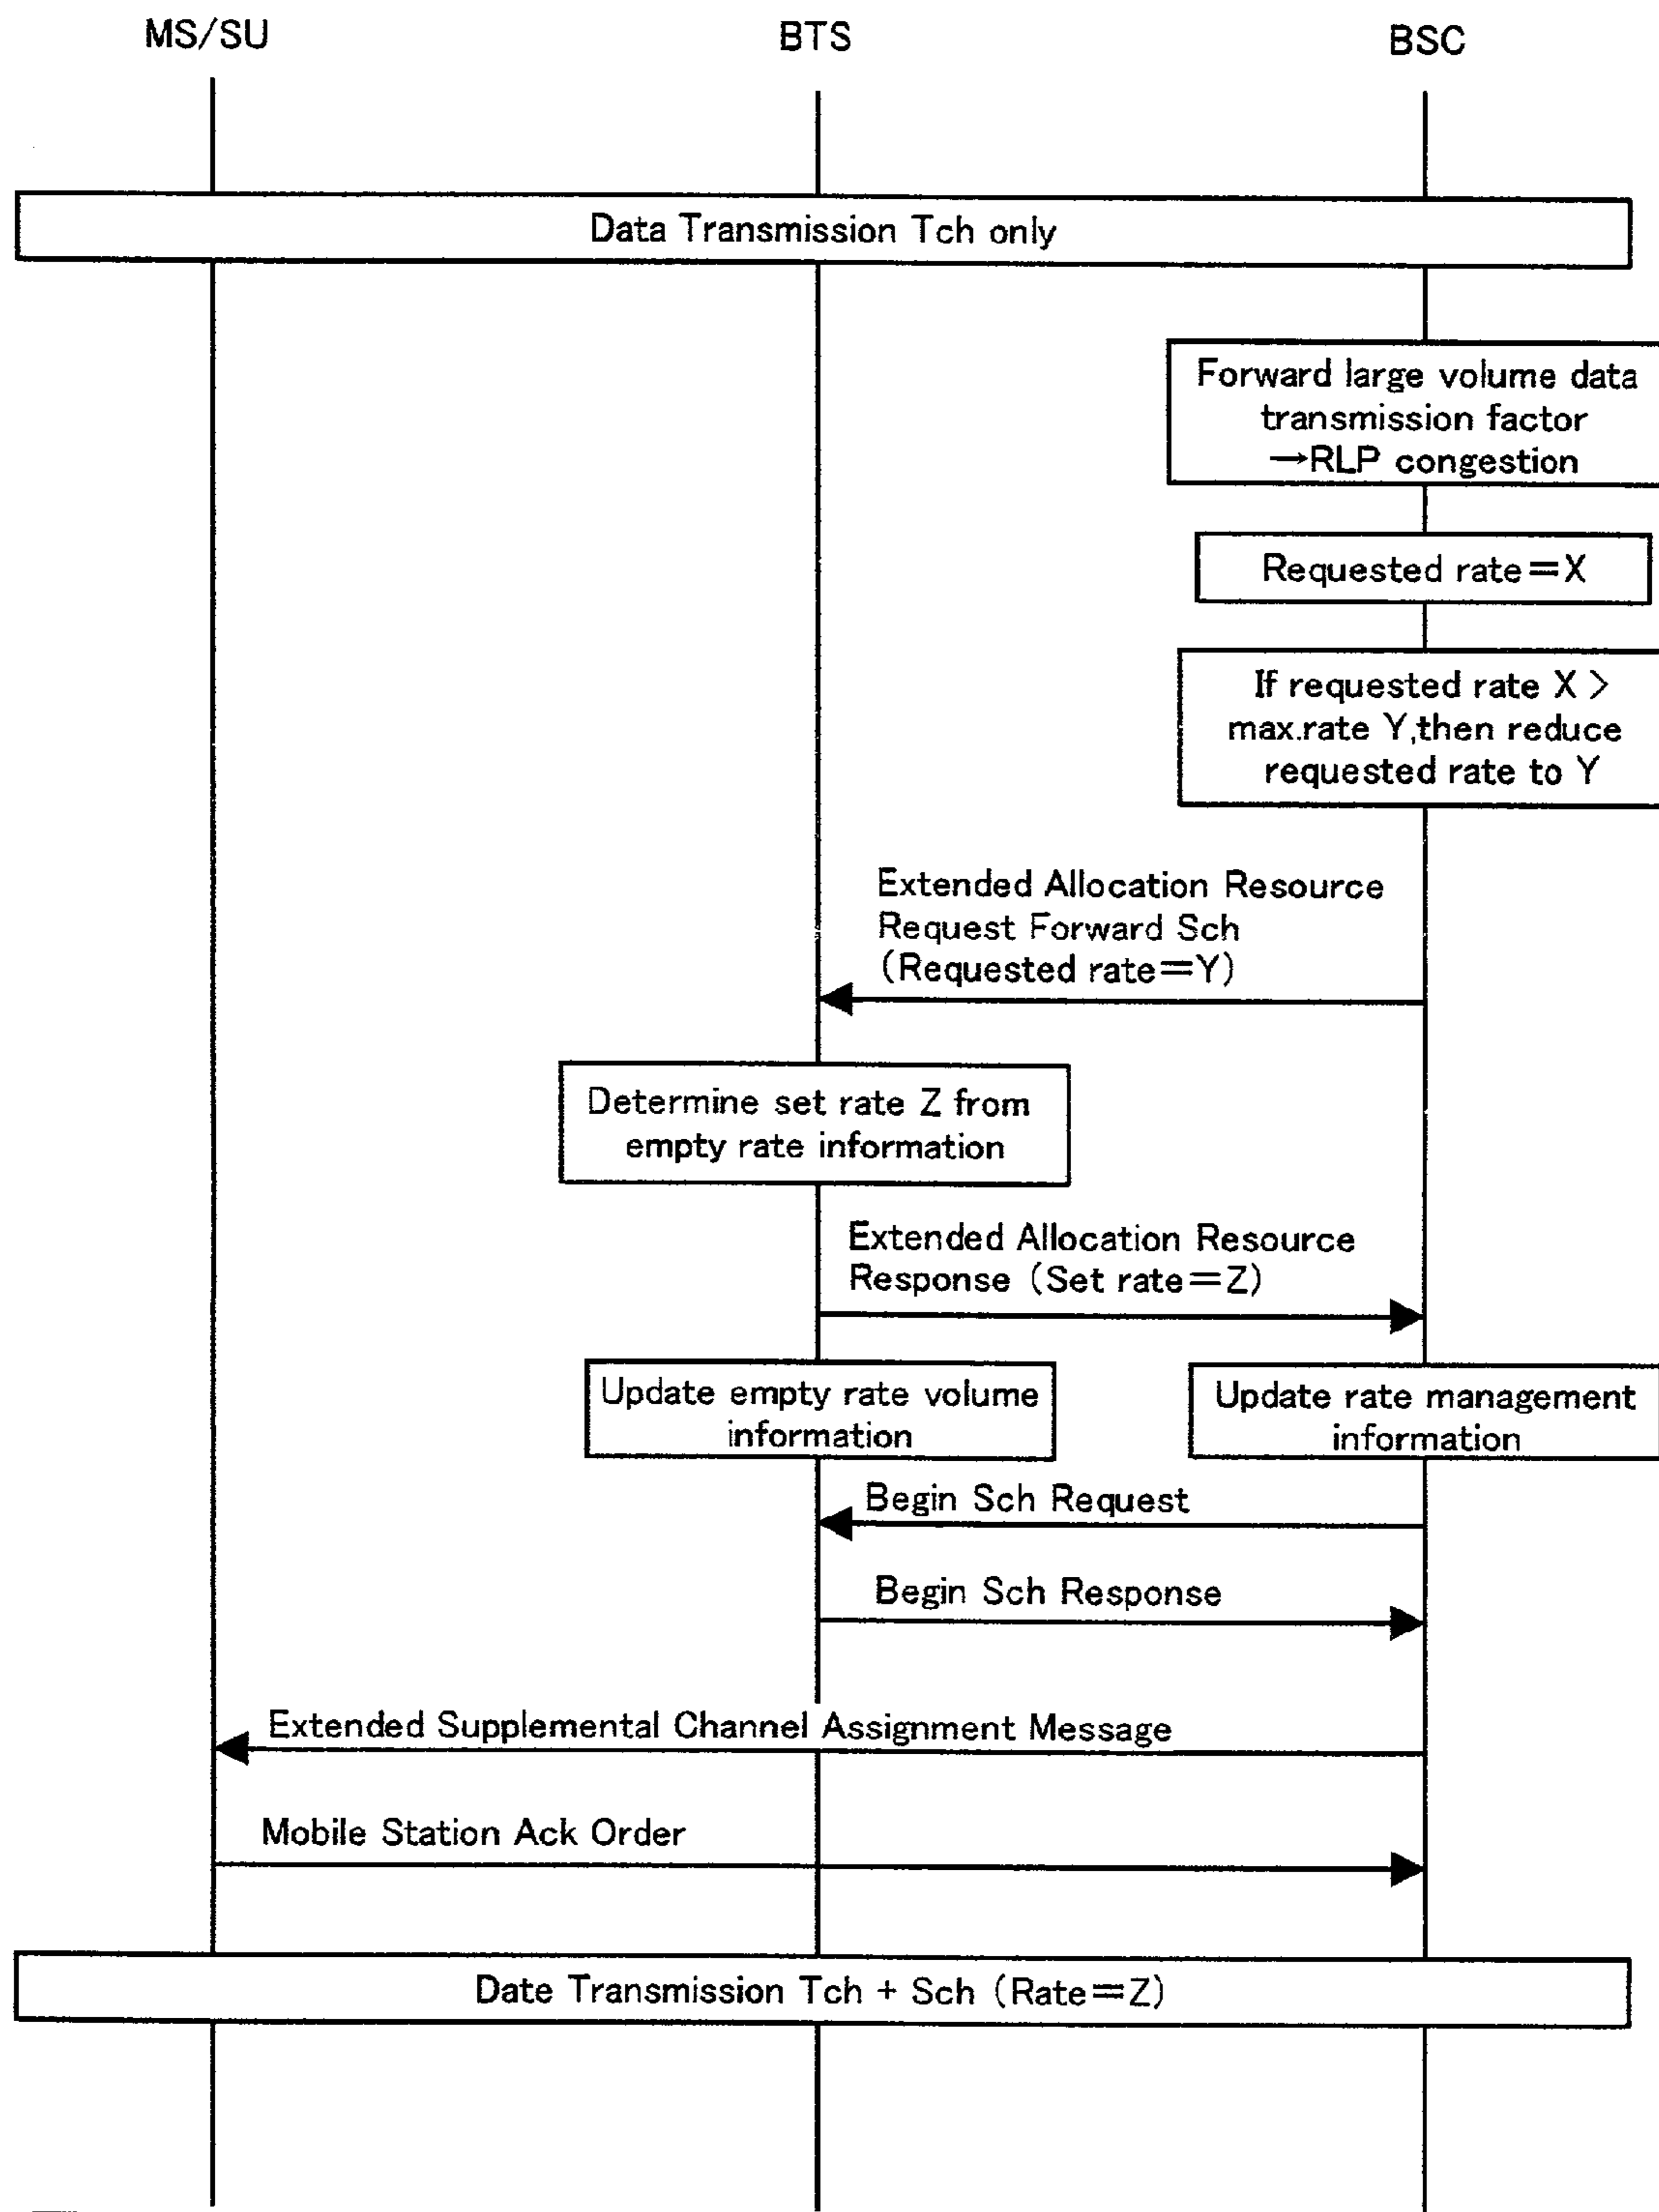 MS/SU BTS BSC
Data Transmission Tch only
Forward large volume data
transmission factor
→RLP congestion
Requested rate=X
If requested rate X >
max.rate Y,then reduce
requested rate to Y
Extended Allocation Resource
Request Forward Sch
(Requested rate=Y)
Determine set rate Z from
empty rate information
Extended Allocation Resource
Response (Set rate=Z)
Update empty rate volume
information
Update rate management
information
Begin Sch Request
Begin Sch Response
Extended Supplemental Channel Assignment Message
Mobile Station Ack Order
Date Transmission Tch + Sch (Rate=Z)